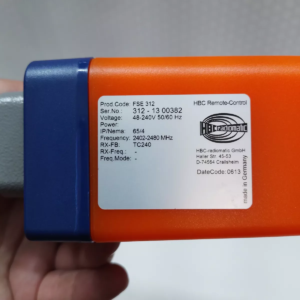 Prod.Code: FSE 312
Ser.No.: 312 - 13 00382
Voltage: 48-240V 50/60 Hz
Power:
IP/Nema: 65/4
Frequency: 2402-2480 MHz
RX-FB: TC240
RX-Freq.: -
Freq.Mode: -
HBC Remote-Control
HBC-radiomatic
HBC-radiomatic GmbH
Haller Str. 45-53
D-74564 Crailsheim
DateCode: 0613
made in Germany